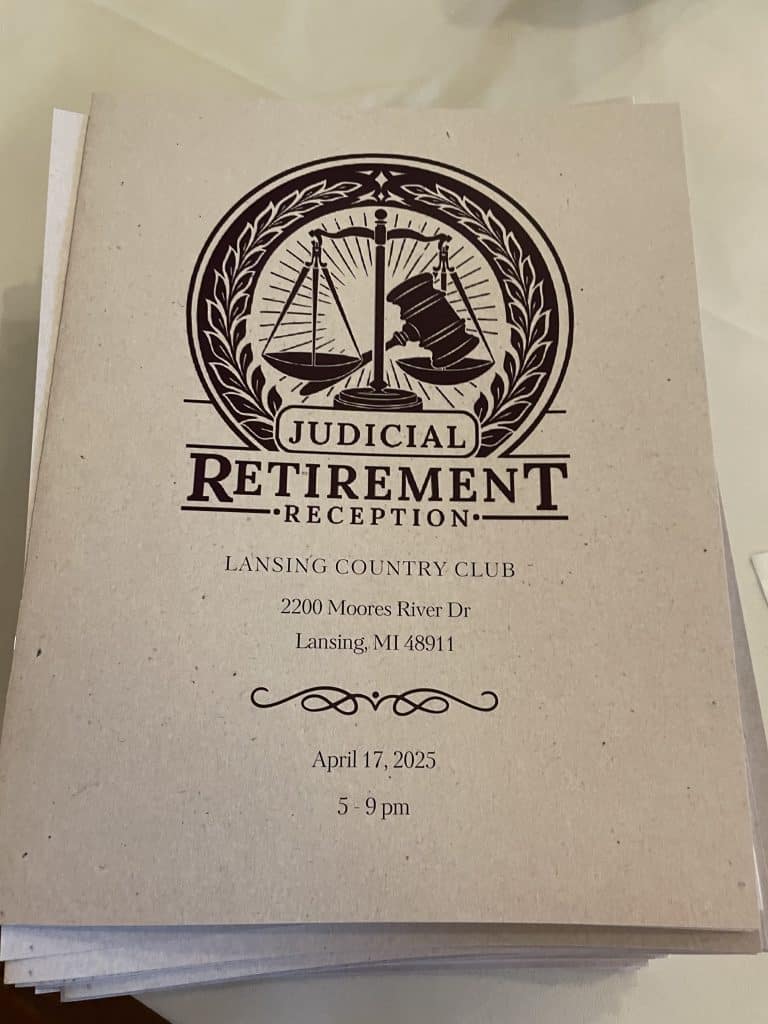 JUDICIAL
RETIREMENT
•RECEPTION•
LANSING COUNTRY CLUB
2200 Moores River Dr
Lansing, MI 48911
April 17, 2025
5 - 9 pm